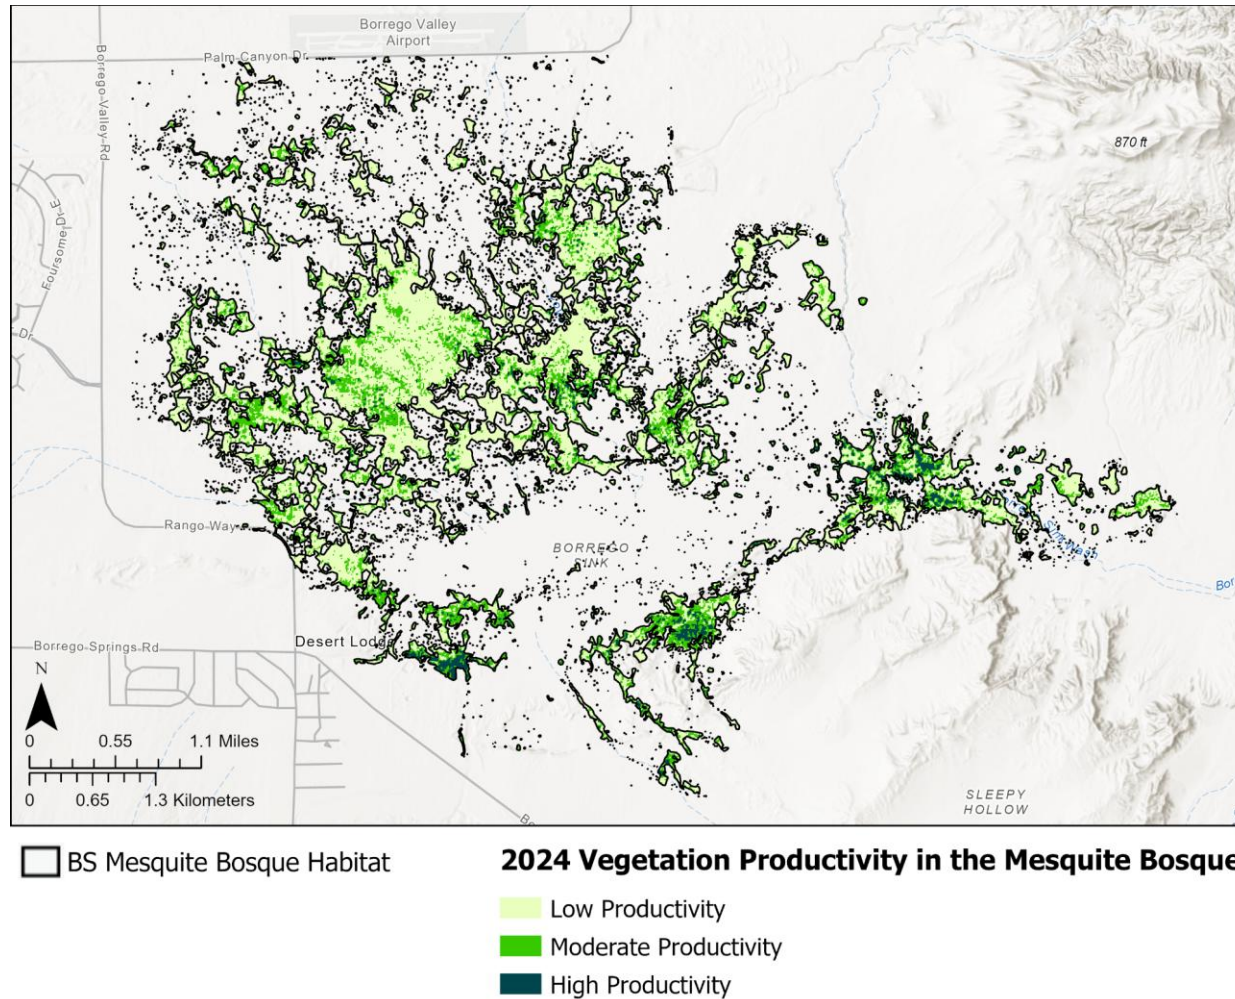 Borrego Valley
Airport
Palm Canyon Dr
Borrego Valley Rd
870 ft
Foursome Dr E
Dr
Rango Way
BORREGO
SINK
Desert Lodge
Borrego Springs Rd
N
0 0.55 1.1 Miles
0 0.65 1.3 Kilometers
SLEEPY
HOLLOW
BS Mesquite Bosque Habitat
2024 Vegetation Productivity in the Mesquite Bosque
Low Productivity
Moderate Productivity
High Productivity